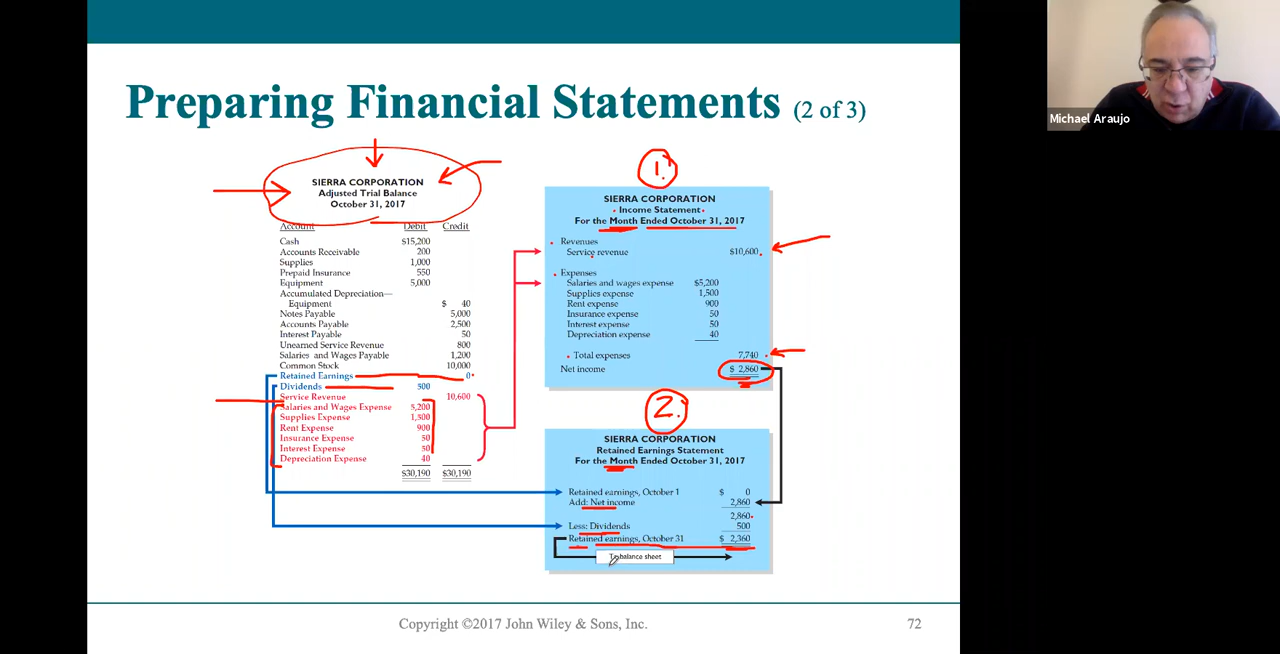 Preparing Financial Statements (2 of 3)
SIERRA CORPORATION
Adjusted Trial Balance
October 31, 2017
Account Debit Credit
Cash $15,200
Accounts Receivable 200
Supplies 1,000
Prepaid Insurance 550
Equipment 5,000
Accumulated Depreciation—
Equipment $ 40
Notes Payable 5,000
Accounts Payable 2,500
Interest Payable 50
Unearned Service Revenue 800
Salaries and Wages Payable 1,200
Common Stock 10,000
Retained Earnings 0
Dividends 500
Service Revenue 10,600
Salaries and Wages Expense 5,200
Supplies Expense 1,500
Rent Expense 900
Insurance Expense 50
Interest Expense 50
Depreciation Expense 40
$30,190 $30,190
1.
SIERRA CORPORATION
Income Statement
For the Month Ended October 31, 2017
Revenues
Service revenue $10,600
Expenses
Salaries and wages expense $5,200
Supplies expense 1,500
Rent expense 900
Insurance expense 50
Interest expense 50
Depreciation expense 40
Total expenses 7,740
Net income $ 2,860
2.
SIERRA CORPORATION
Retained Earnings Statement
For the Month Ended October 31, 2017
Retained earnings, October 1 $ 0
Add: Net income 2,860
2,860
Less: Dividends 500
Retained earnings, October 31 $ 2,360
To balance sheet
Copyright ©2017 John Wiley & Sons, Inc.
72
Michael Araujo